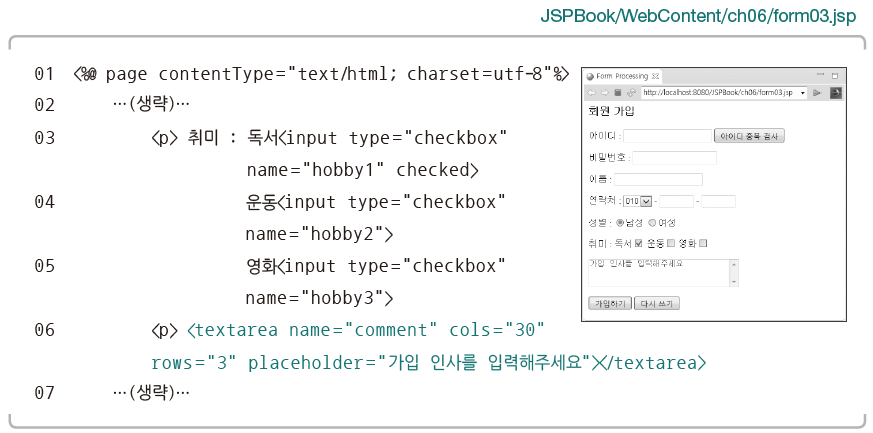 JSPBook/WebContent/ch06/form03.jsp
01 <%@ page contentType="text/html; charset=utf-8"%>
02 …(생략)…
03 <p> 취미 : 독서<input type="checkbox"
name="hobby1" checked>
04 운동<input type="checkbox"
name="hobby2">
05 영화<input type="checkbox"
name="hobby3">
06 <p> <textarea name="comment" cols="30"
rows="3" placeholder="가입 인사를 입력해주세요"></textarea>
07 …(생략)…
Form Processing
http://localhost:8080/JSPBook/ch06/form03.jsp
회원 가입
아이디 : 아이디 중복 검사
비밀번호 :
이름 :
연락처 : 010 - -
성별 : 남성 여성
취미 : 독서 운동 영화
가입 인사를 입력해주세요
가입하기 다시 쓰기